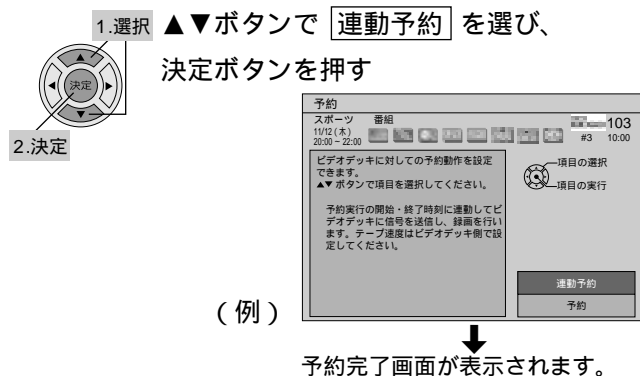 1.選択
▲▼ボタンで 連動予約 を選び、
決定ボタンを押す
決定
2.決定
予約
スポーツ 番組
11/12 (木)
20:00 ~ 22:00
103
#3 10:00
ビデオデッキに対しての予約動作を設定
できます。
▲▼ ボタンで項目を選択してください。
予約実行の開始・終了時刻に連動してビ
デオデッキに信号を送信し、録画を行い
ます。テープ速度はビデオデッキ側で設
定してください。
項目の選択
項目の実行
連動予約
予約
(例)
予約完了画面が表示されます。